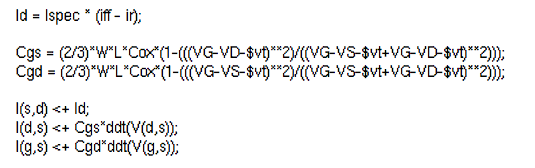 Id = Ispec * (iff - ir);
Cgs = (2/3)*W*L*Cox*(1-(((VG-VD-$vt)**2)/((VG-VS-$vt+VG-VD-$vt)**2)));
Cgd = (2/3)*W*L*Cox*(1-(((VG-VS-$vt)**2)/((VG-VS-$vt+VG-VD-$vt)**2)));
I(s,d) <+ Id;
I(d,s) <+ Cgs*ddt(V(d,s));
I(g,s) <+ Cgd*ddt(V(g,s));